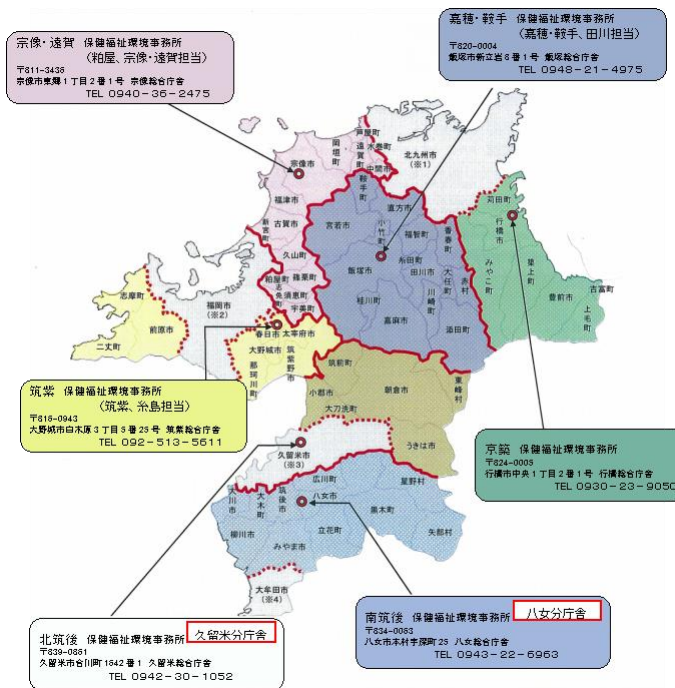 宗像・遠賀 保健福祉環境事務所
(粕屋、宗像・遠賀担当)
〒811-3436
宗像市東郷1丁目2番1号 宗像総合庁舎
TEL 0940-36-2475
嘉穂・鞍手 保健福祉環境事務所
(嘉穂・鞍手、田川担当)
〒820-0004
飯塚市新立岩8番1号 飯塚総合庁舎
TEL 0948-21-4975
芦屋町
水巻町
岡垣町
遠賀町
中間市
北九州市
(※1)
宗像市
鞍手町
福津市
古賀市
新宮町
久山町
篠栗町
粕屋町
志免町
須恵町
宇美町
宮若市
小竹町
直方市
福智町
香春町
飯塚市
糸田町
田川市
大任町
赤村
川崎町
桂川町
嘉麻市
添田町
苅田町
行橋市
みやこ町
築上町
豊前市
吉富町
上毛町
志摩町
前原市
二丈町
福岡市
(※2)
春日市
太宰府市
大野城市
筑紫野市
那珂川町
筑前町
小郡市
朝倉市
東峰村
大刀洗町
うきは市
久留米市
(※3)
広川町
星野村
大川市
大木町
筑後市
八女市
黒木町
柳川市
立花町
矢部村
みやま市
大牟田市
(※4)
筑紫 保健福祉環境事務所
(筑紫、糸島担当)
〒816-0943
大野城市白木原3丁目5番25号 筑紫総合庁舎
TEL 092-513-5611
京築 保健福祉環境事務所
〒824-0005
行橋市中央1丁目2番1号 行橋総合庁舎
TEL 0930-23-9050
北筑後 保健福祉環境事務所 久留米分庁舎
〒839-0861
久留米市合川町1642番1 久留米総合庁舎
TEL 0942-30-1052
南筑後 保健福祉環境事務所 八女分庁舎
〒834-0063
八女市本村字深町25 八女総合庁舎
TEL 0943-22-6963